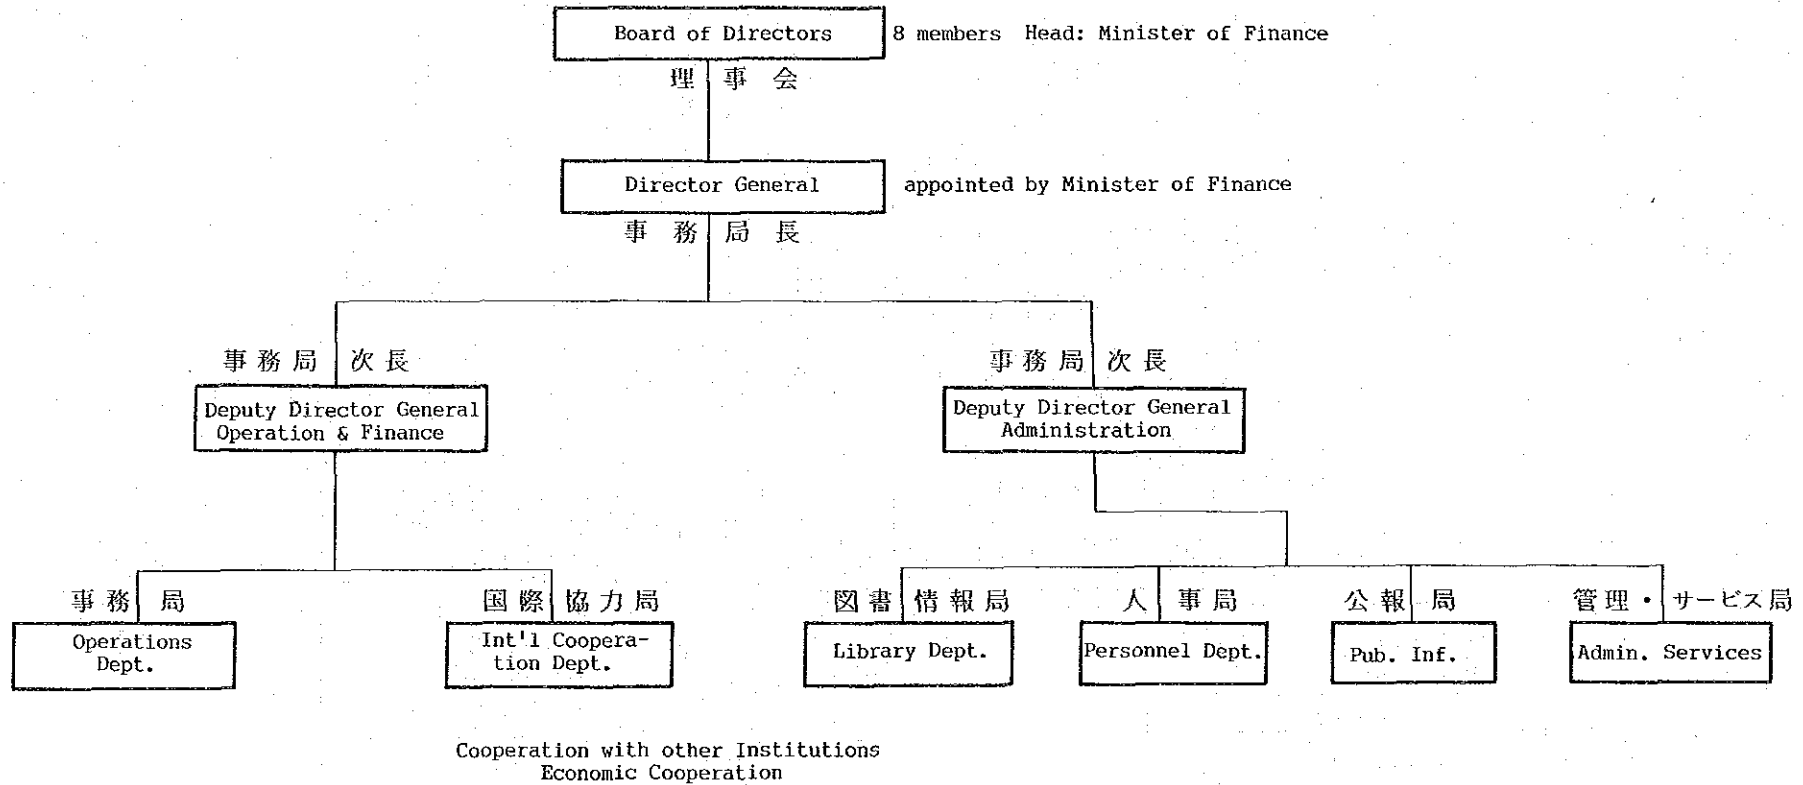 Board of Directors 8 members Head: Minister of Finance
理事会
Director General appointed by Minister of Finance
事務局長
事務局次長 事務局次長
Deputy Director General
Operation & Finance
Deputy Director General
Administration
事務局 国際協力局 図書情報局 人事局 公報局 管理・サービス局
Operations
Dept.
Int'l Coopera-
tion Dept.
Library Dept.
Personnel Dept.
Pub. Inf.
Admin. Services
Cooperation with other Institutions
Economic Cooperation